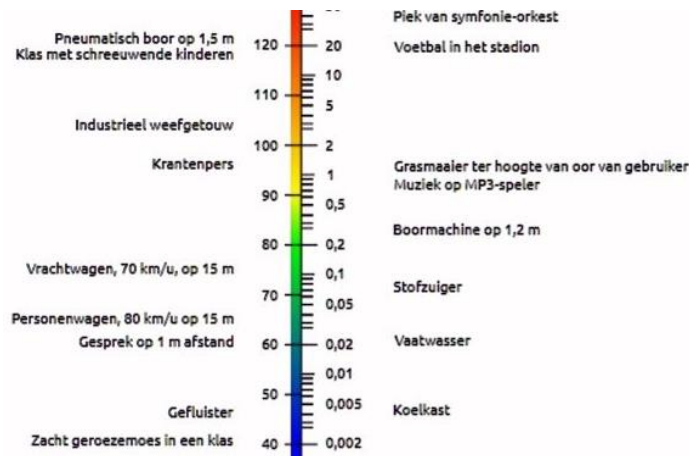 Piek van symfonie-orkest
Pneumatisch boor op 1,5 m
120
20
Voetbal in het stadion
Klas met schreeuwende kinderen
10
110
5
Industrieel weefgetouw
100
2
Krantenpers
Grasmaaier ter hoogte van oor van gebruiker
1
Muziek op MP3-speler
90
0,5
Boormachine op 1,2 m
80
0,2
Vrachtwagen, 70 km/u, op 15 m
0,1
Stofzuiger
70
0,05
Personenwagen, 80 km/u op 15 m
Gesprek op 1 m afstand
60
0,02
Vaatwasser
0,01
50
0,005
Gefluister
Koelkast
Zacht geroezemoes in een klas
40
0,002